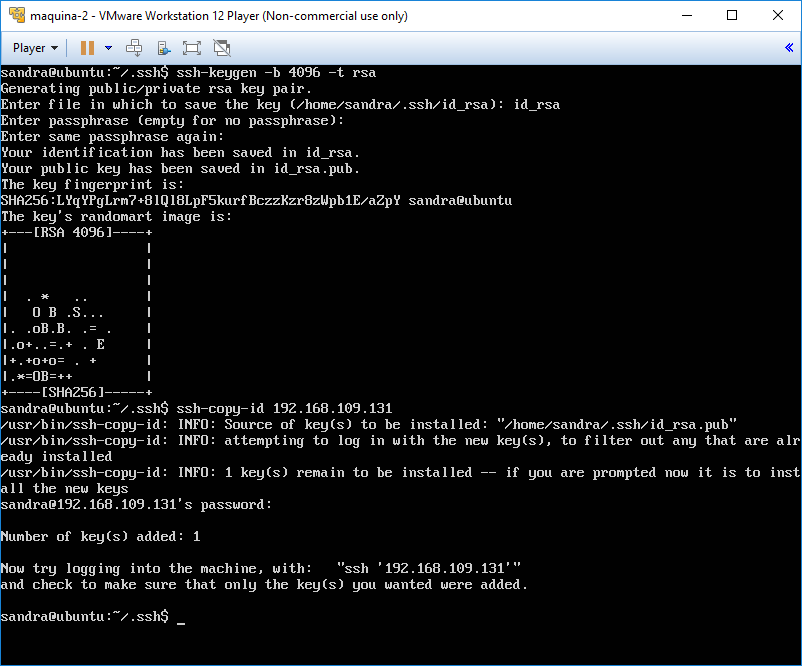 maquina-2 - VMware Workstation 12 Player (Non-commercial use only)
Player
sandra@ubuntu:~/.ssh$ ssh-keygen -b 4096 -t rsa
Generating public/private rsa key pair.
Enter file in which to save the key (/home/sandra/.ssh/id_rsa): id_rsa
Enter passphrase (empty for no passphrase):
Enter same passphrase again:
Your identification has been saved in id_rsa.
Your public key has been saved in id_rsa.pub.
The key fingerprint is:
SHA256:LYqYPgLrm7+8lQl8LpF5kurfBczzKzr8zWpb1E/aZpY sandra@ubuntu
The key's randomart image is:
+---[RSA 4096]----+
|                 |
|                 |
|                 |
|  . *   ..       |
|   O B .S...     |
|. .oB.B. .= .    |
|.o+..=.+ . E     |
|+.+o+o= . +      |
|.*=OB=++         |
+----[SHA256]-----+
sandra@ubuntu:~/.ssh$ ssh-copy-id 192.168.109.131
/usr/bin/ssh-copy-id: INFO: Source of key(s) to be installed: "/home/sandra/.ssh/id_rsa.pub"
/usr/bin/ssh-copy-id: INFO: attempting to log in with the new key(s), to filter out any that are alr
eady installed
/usr/bin/ssh-copy-id: INFO: 1 key(s) remain to be installed -- if you are prompted now it is to inst
all the new keys
sandra@192.168.109.131's password:
Number of key(s) added: 1
Now try logging into the machine, with:   "ssh '192.168.109.131'"
and check to make sure that only the key(s) you wanted were added.
sandra@ubuntu:~/.ssh$ _